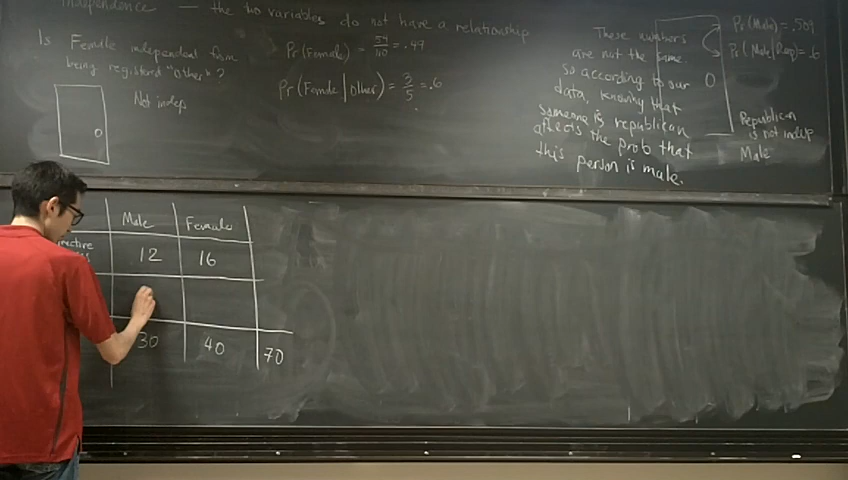 Independence — the two variables do not have a relationship
Is Female independent from
being registered "other"?
Not indep
Pr(Female) = 54/110 = .49
Pr(Female|Other) = 3/5 = .6
These numbers
are not the same
so according to our
data, knowing that
someone is republican
affects the prob that
this person is male.
Pr(Male) = .509
Pr(Male|Rep) = .6
Republican
is not indep
Male
Male Female
12 16
30 40 70